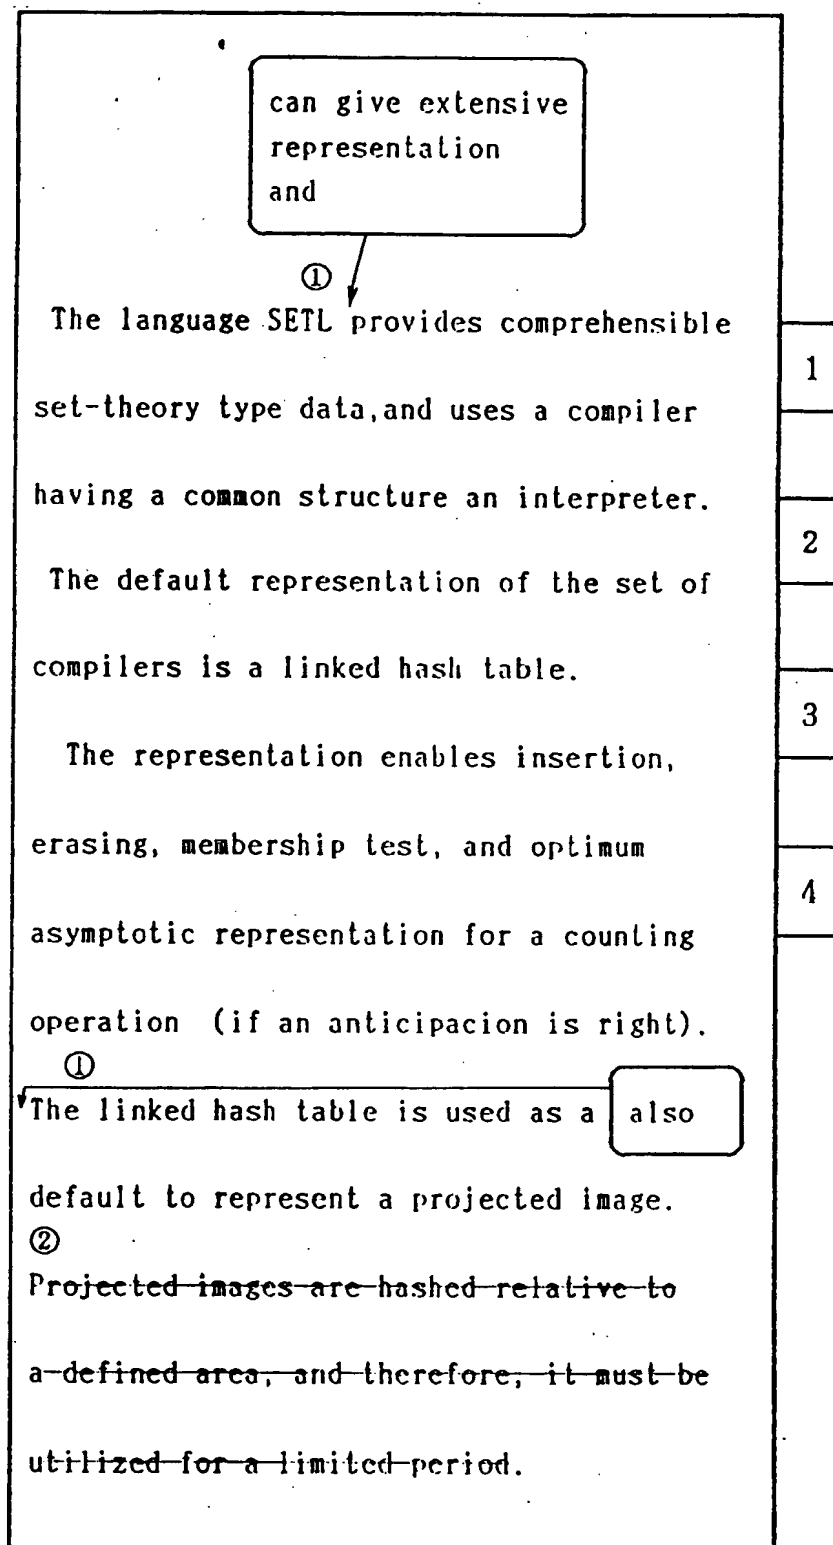 can give extensive
representation
and
①
The language SETL provides comprehensible
1
set-theory type data,and uses a compiler
having a common structure an interpreter.
2
The default representation of the set of
compilers is a linked hash table.
3
The representation enables insertion,
erasing, membership test, and optimum
4
asymptotic representation for a counting
operation (if an anticipacion is right).
①
The linked hash table is used as a also
default to represent a projected image.
②
Projected images are hashed relative to
a defined area, and therefore, it must be
utilized for a limited period.